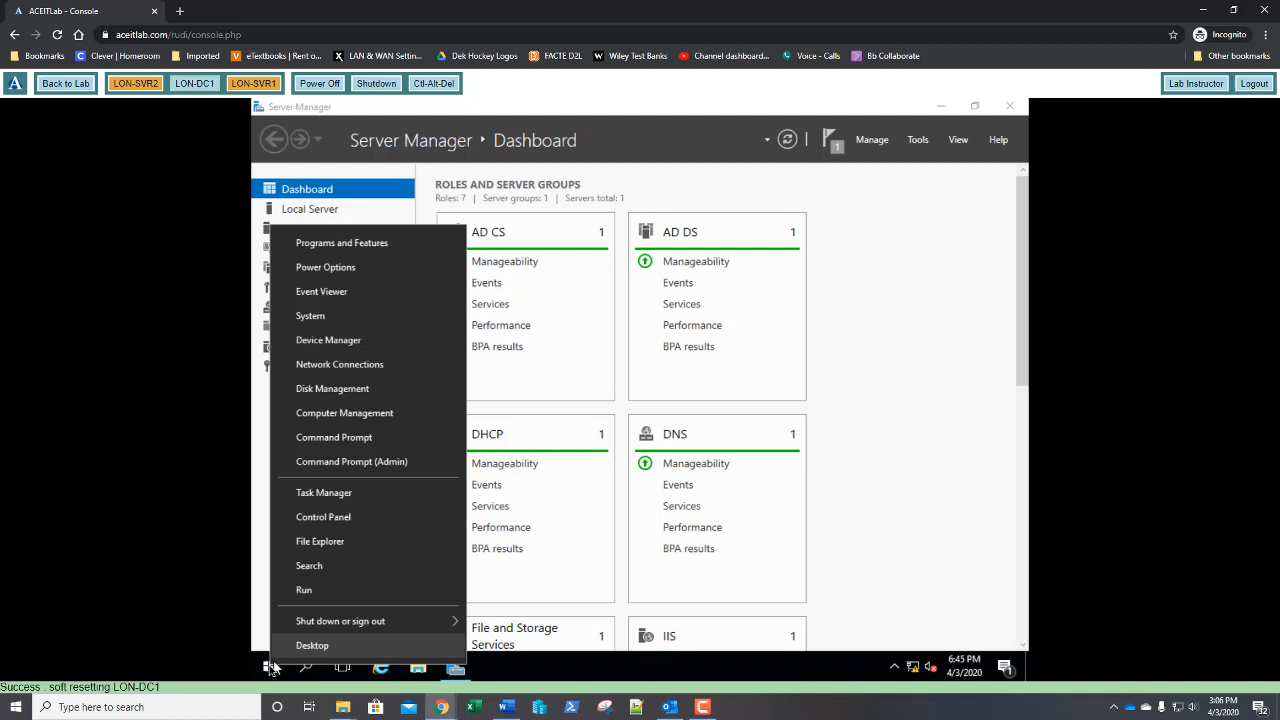 ACEITLab
aceitlab.com/rudi/console.php
Incognito
Bookmarks
Clever | Homeroom
Imported
eTextbooks | Rent o...
LAN & WAN Setting...
Dek Hockey Logos
FACTE D2L
Wiley Test Banks
Channel dashboard...
Voice - Calls
Bb Collaborate
Other bookmarks
A
Back to Lab
LON-SVR2
LON-DC1
LON-SVR1
Power Off
Shutdown
Ctl-Alt-Del
Lab Instructor
Logout
Server Manager
Server Manager
Dashboard
1
Manage
Tools
View
Help
Dashboard
Local Server
ROLES AND SERVER GROUPS
Roles: 7 | Server groups: 1 | Servers total: 1
AD CS 1
Manageability
Events
Services
Performance
BPA results
AD DS 1
Manageability
Events
Services
Performance
BPA results
DHCP 1
Manageability
Events
Services
Performance
BPA results
DNS 1
Manageability
Events
Services
Performance
BPA results
File and Storage
Services
1
IIS 1
Programs and Features
Power Options
Event Viewer
System
Device Manager
Network Connections
Disk Management
Computer Management
Command Prompt
Command Prompt (Admin)
Task Manager
Control Panel
File Explorer
Search
Run
Shut down or sign out
Desktop
6:45 PM
4/3/2020
1
Success : soft resetting LON-DC1
Type here to search
3:06 PM
4/3/2020